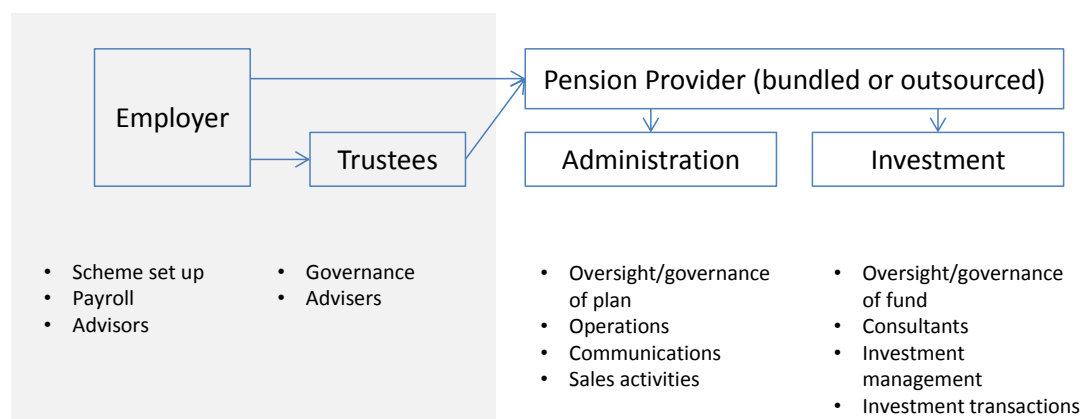 Employer
Trustees
Pension Provider (bundled or outsourced)
Administration
Investment
• Scheme set up
• Payroll
• Advisors
• Governance
• Advisers
• Oversight/governance
of plan
• Operations
• Communications
• Sales activities
• Oversight/governance
of fund
• Consultants
• Investment
management
• Investment transactions